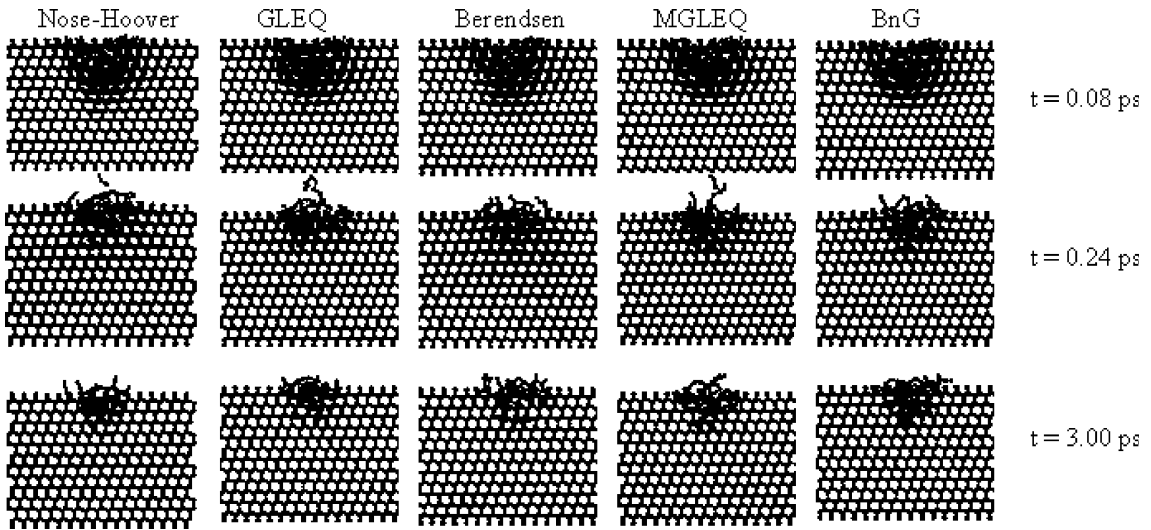 Nose-Hoover GLEQ Berendsen MGLEQ BnG
t = 0.08 ps
t = 0.24 ps
t = 3.00 ps